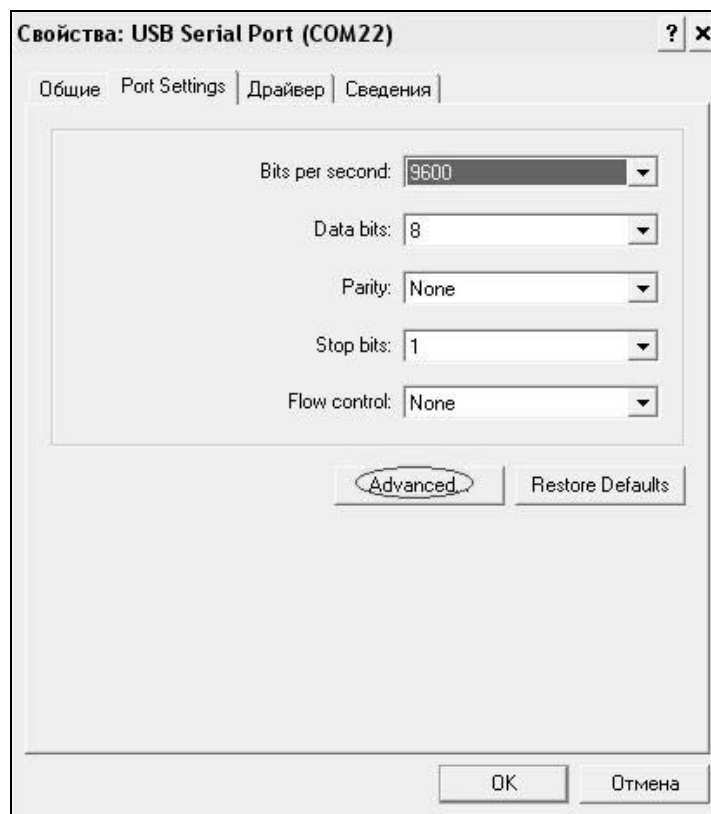 Свойства: USB Serial Port (COM22)
Общие Port Settings Драйвер Сведения
Bits per second: 9600
Data bits: 8
Parity: None
Stop bits: 1
Flow control: None
Advanced... Restore Defaults
OK Отмена